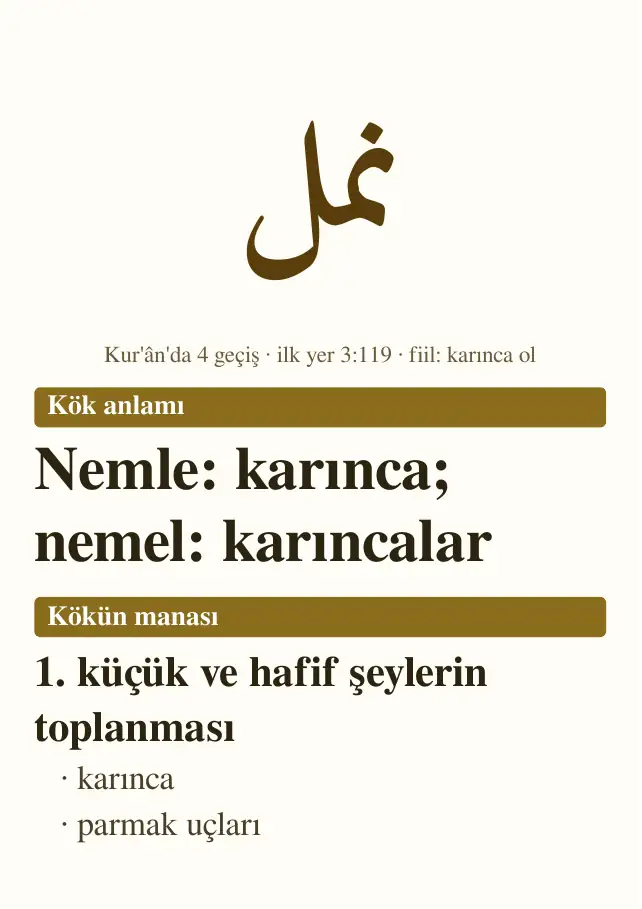 نمل
Kur'ân'da 4 geçiş · ilk yer 3:119 · fiil: karınca ol
Kök anlamı
Nemle: karınca;
nemel: karıncalar
Kökün manası
1. küçük ve hafif şeylerin
toplanması
· karınca
· parmak uçları